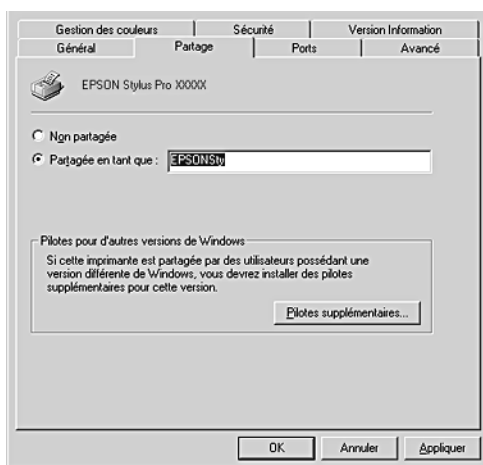 Gestion des couleurs Sécurité Version Information
Général Partage Ports Avancé
EPSON Stylus Pro XXXXX
Non partagée
Partagée en tant que : EPSONSty
Pilotes pour d'autres versions de Windows
Si cette imprimante est partagée par des utilisateurs possédant une
version différente de Windows, vous devrez installer des pilotes
supplémentaires pour cette version.
Pilotes supplémentaires...
OK Annuler Appliquer